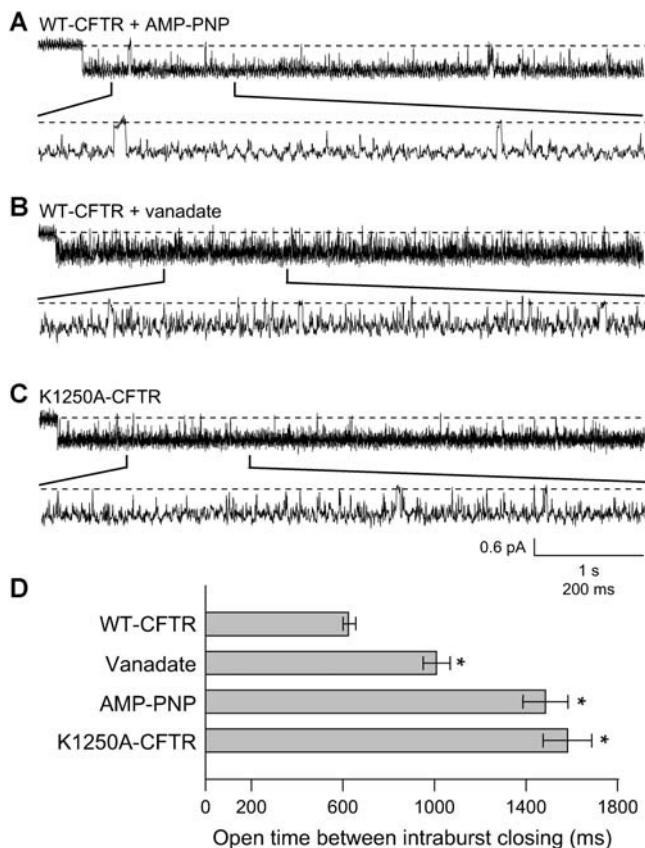 A
WT-CFTR + AMP-PNP
B
WT-CFTR + vanadate
C
K1250A-CFTR
0.6 pA
1 s
200 ms
D
WT-CFTR
Vanadate
*
AMP-PNP
*
K1250A-CFTR
*
0 200 600 1000 1400 1800
Open time between intraburst closing (ms)